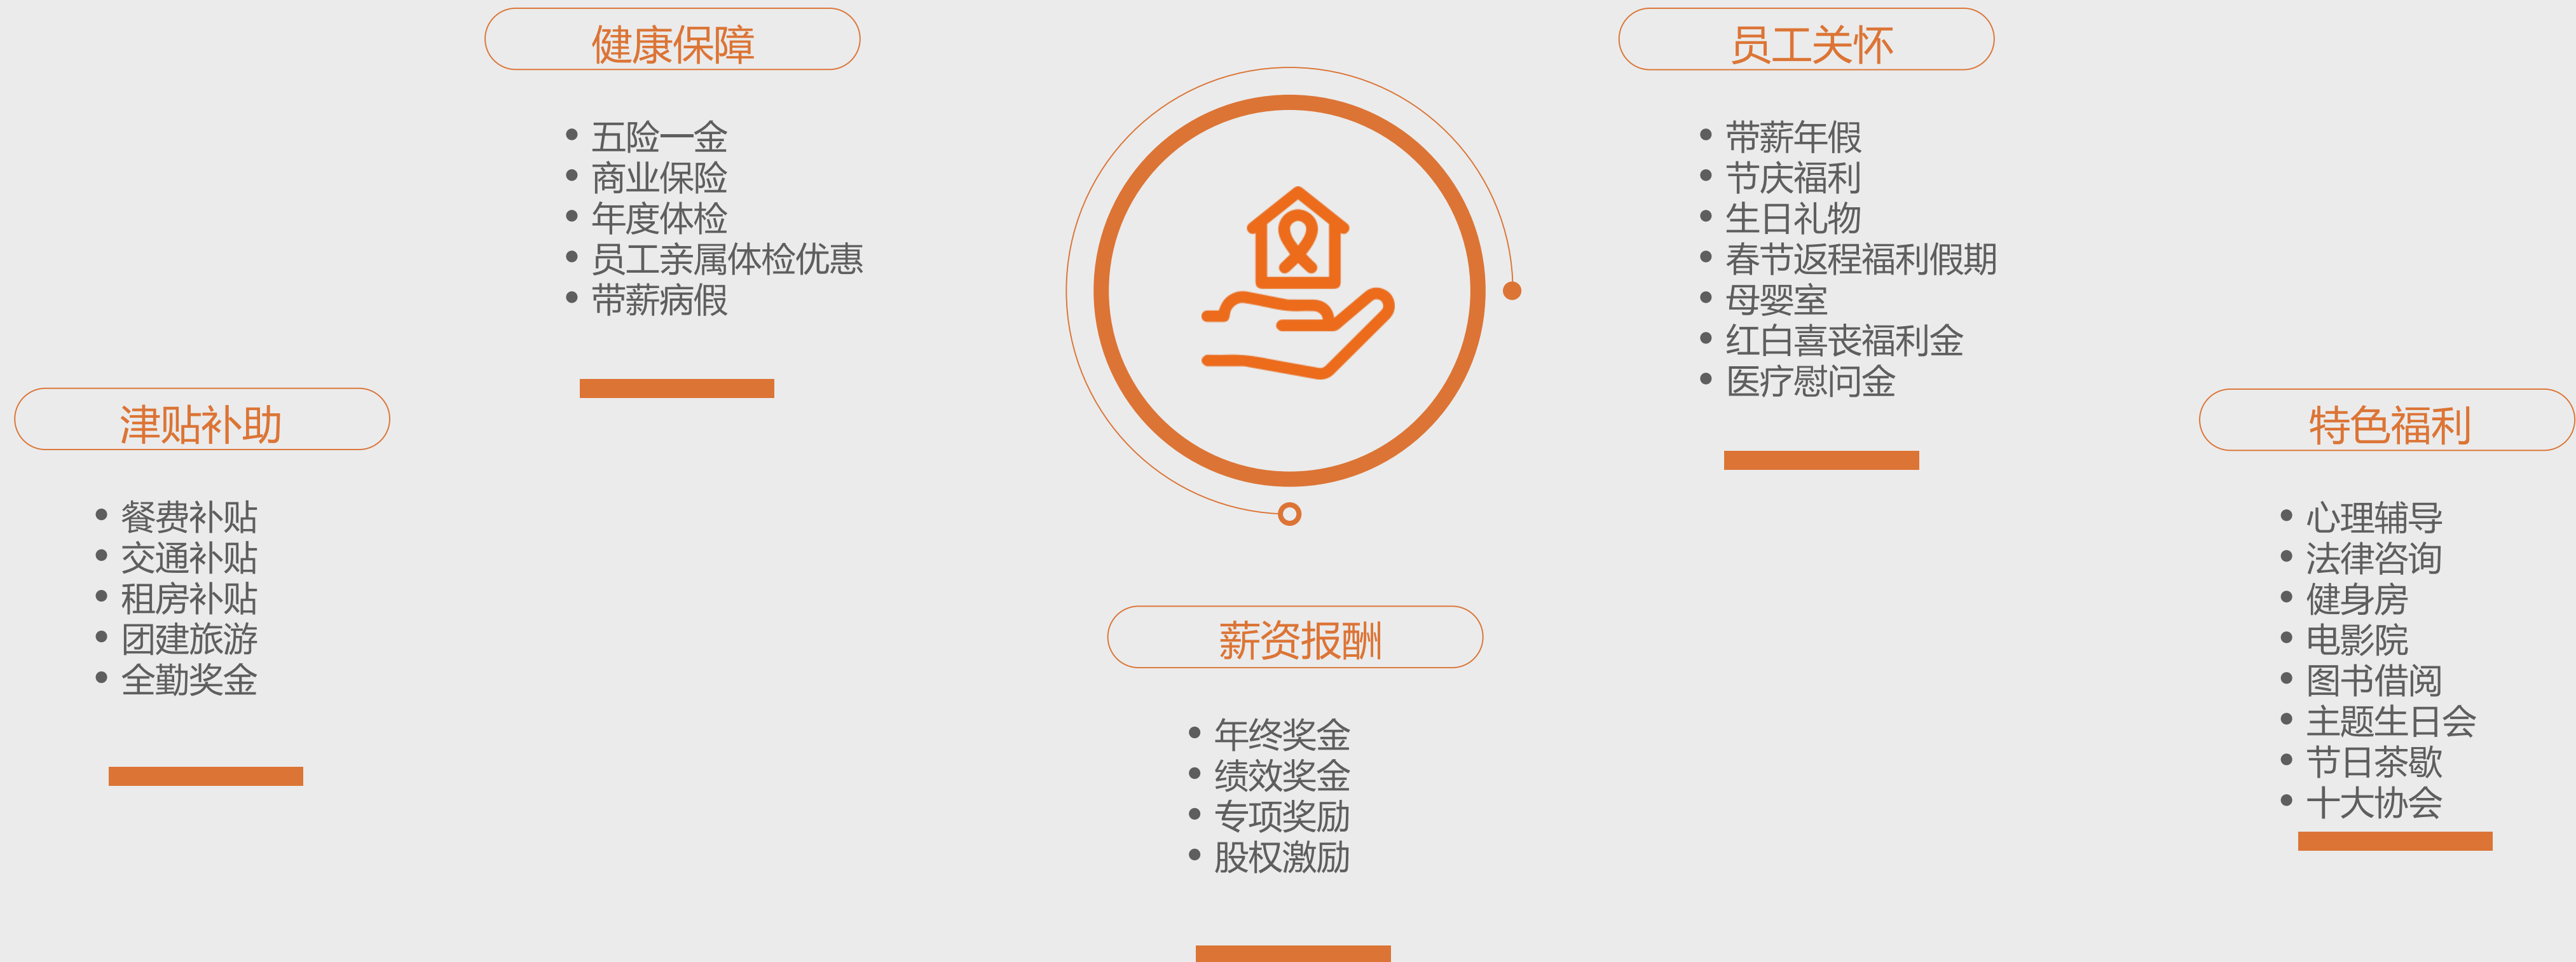 健康保障
五险一金
商业保险
年度体检
员工亲属体检优惠
带薪病假
员工关怀
带薪年假
节庆福利
生日礼物
春节返程福利假期
母婴室
红白喜丧福利金
医疗慰问金
津贴补助
餐费补贴
交通补贴
租房补贴
团建旅游
全勤奖金
薪资报酬
年终奖金
绩效奖金
专项奖励
股权激励
特色福利
心理辅导
法律咨询
健身房
电影院
图书借阅
主题生日会
节日茶歇
十大协会